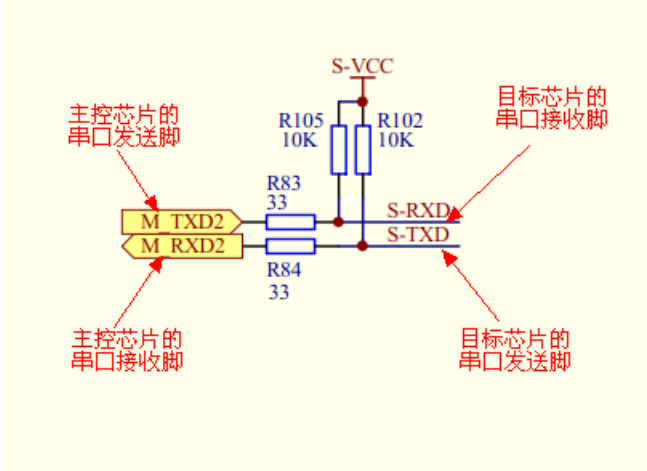 S-VCC
主控芯片的
串口发送脚
目标芯片的
串口接收脚
R105
10K
R102
10K
R83
33
M_TXD2
S-RXD
M_RXD2
S-TXD
R84
33
主控芯片的
串口接收脚
目标芯片的
串口发送脚